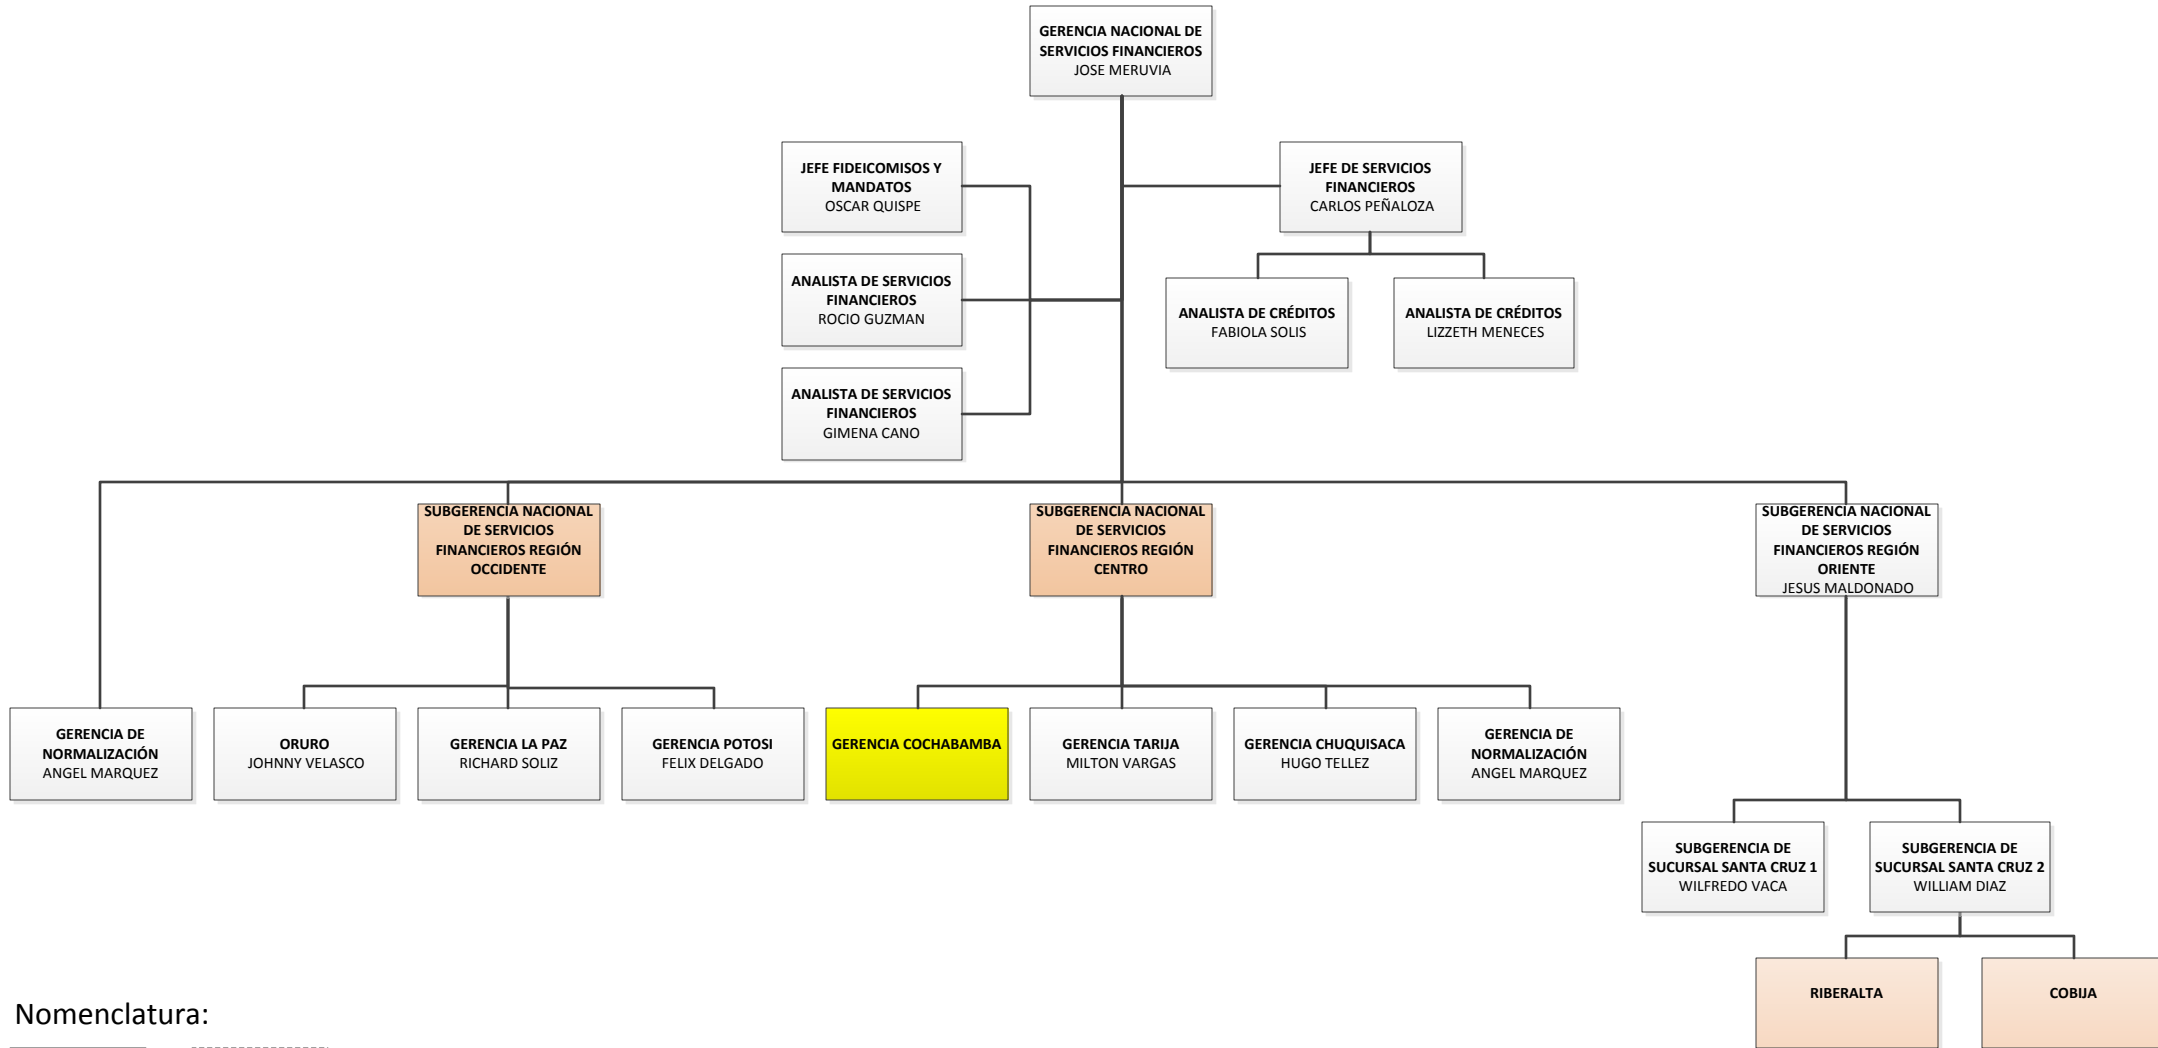 GERENCIA NACIONAL DE
SERVICIOS FINANCIEROS
JOSE MERUVIA
JEFE FIDEICOMISOS Y
MANDATOS
OSCAR QUISPE
JEFE DE SERVICIOS
FINANCIEROS
CARLOS PEÑALOZA
ANALISTA DE SERVICIOS
FINANCIEROS
ROCIO GUZMAN
ANALISTA DE CRÉDITOS
FABIOLA SOLIS
ANALISTA DE CRÉDITOS
LIZZETH MENECES
ANALISTA DE SERVICIOS
FINANCIEROS
GIMENA CANO
SUBGERENCIA NACIONAL
DE SERVICIOS
FINANCIEROS REGIÓN
OCCIDENTE
SUBGERENCIA NACIONAL
DE SERVICIOS
FINANCIEROS REGIÓN
CENTRO
SUBGERENCIA NACIONAL
DE SERVICIOS
FINANCIEROS REGIÓN
ORIENTE
JESUS MALDONADO
GERENCIA DE
NORMALIZACIÓN
ANGEL MARQUEZ
ORURO
JOHNNY VELASCO
GERENCIA LA PAZ
RICHARD SOLIZ
GERENCIA POTOSI
FELIX DELGADO
GERENCIA COCHABAMBA
GERENCIA TARIJA
MILTON VARGAS
GERENCIA CHUQUISACA
HUGO TELLEZ
GERENCIA DE
NORMALIZACIÓN
ANGEL MARQUEZ
SUBGERENCIA DE
SUCURSAL SANTA CRUZ 1
WILFREDO VACA
SUBGERENCIA DE
SUCURSAL SANTA CRUZ 2
WILLIAM DIAZ
RIBERALTA
COBIJA
Nomenclatura: